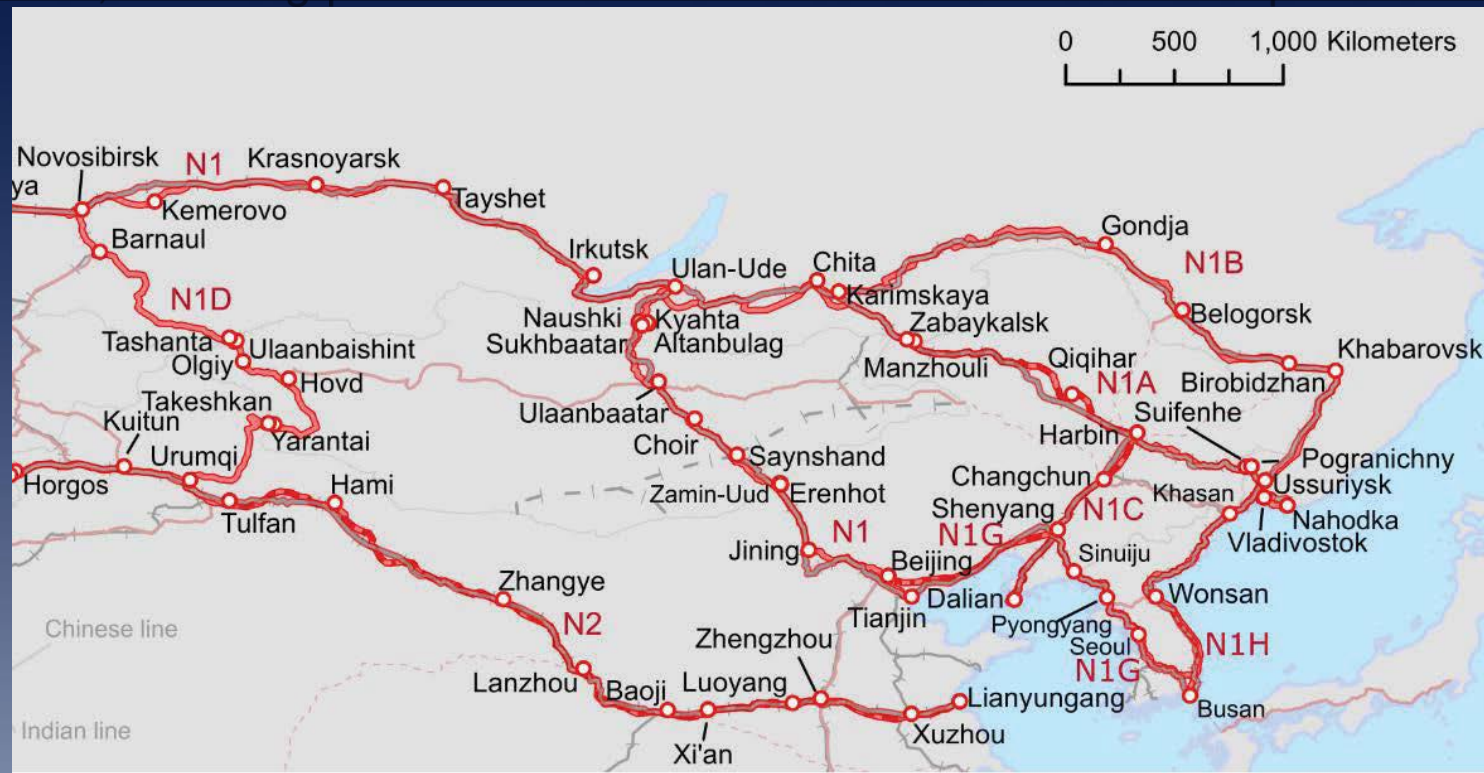 0 500 1,000 Kilometers
Novosibirsk
ya
N1
Krasnoyarsk
Kemerovo
Tayshet
Barnaul
Irkutsk
Ulan-Ude
Chita
Gondja
N1B
Karimskaya
N1D
Naushki
Kyahta
Zabaykalsk
Belogorsk
Tashanta
Ulaanbaishint
Sukhbaatar
Altanbulag
Olgiy
Manzhouli
Qiqihar
Khabarovsk
Hovd
N1A
Birobidzhan
Takeshkan
Ulaanbaatar
Suifenhe
Kuitun
Yarantai
Choir
Harbin
Urumqi
Saynshand
Pogranichny
Horgos
Hami
Changchun
Ussuriysk
Zamin-Uud
Erenhot
Khasan
Tulfan
Shenyang
N1C
Nahodka
N1
N1G
Vladivostok
Jining
Beijing
Sinuiju
Zhangye
Tianjin
Dalian
Wonsan
N2
Pyongyang
Chinese line
Zhengzhou
Seoul
N1H
N1G
Lanzhou
Baoji
Luoyang
Lianyungang
Busan
Indian line
Xuzhou
Xi'an